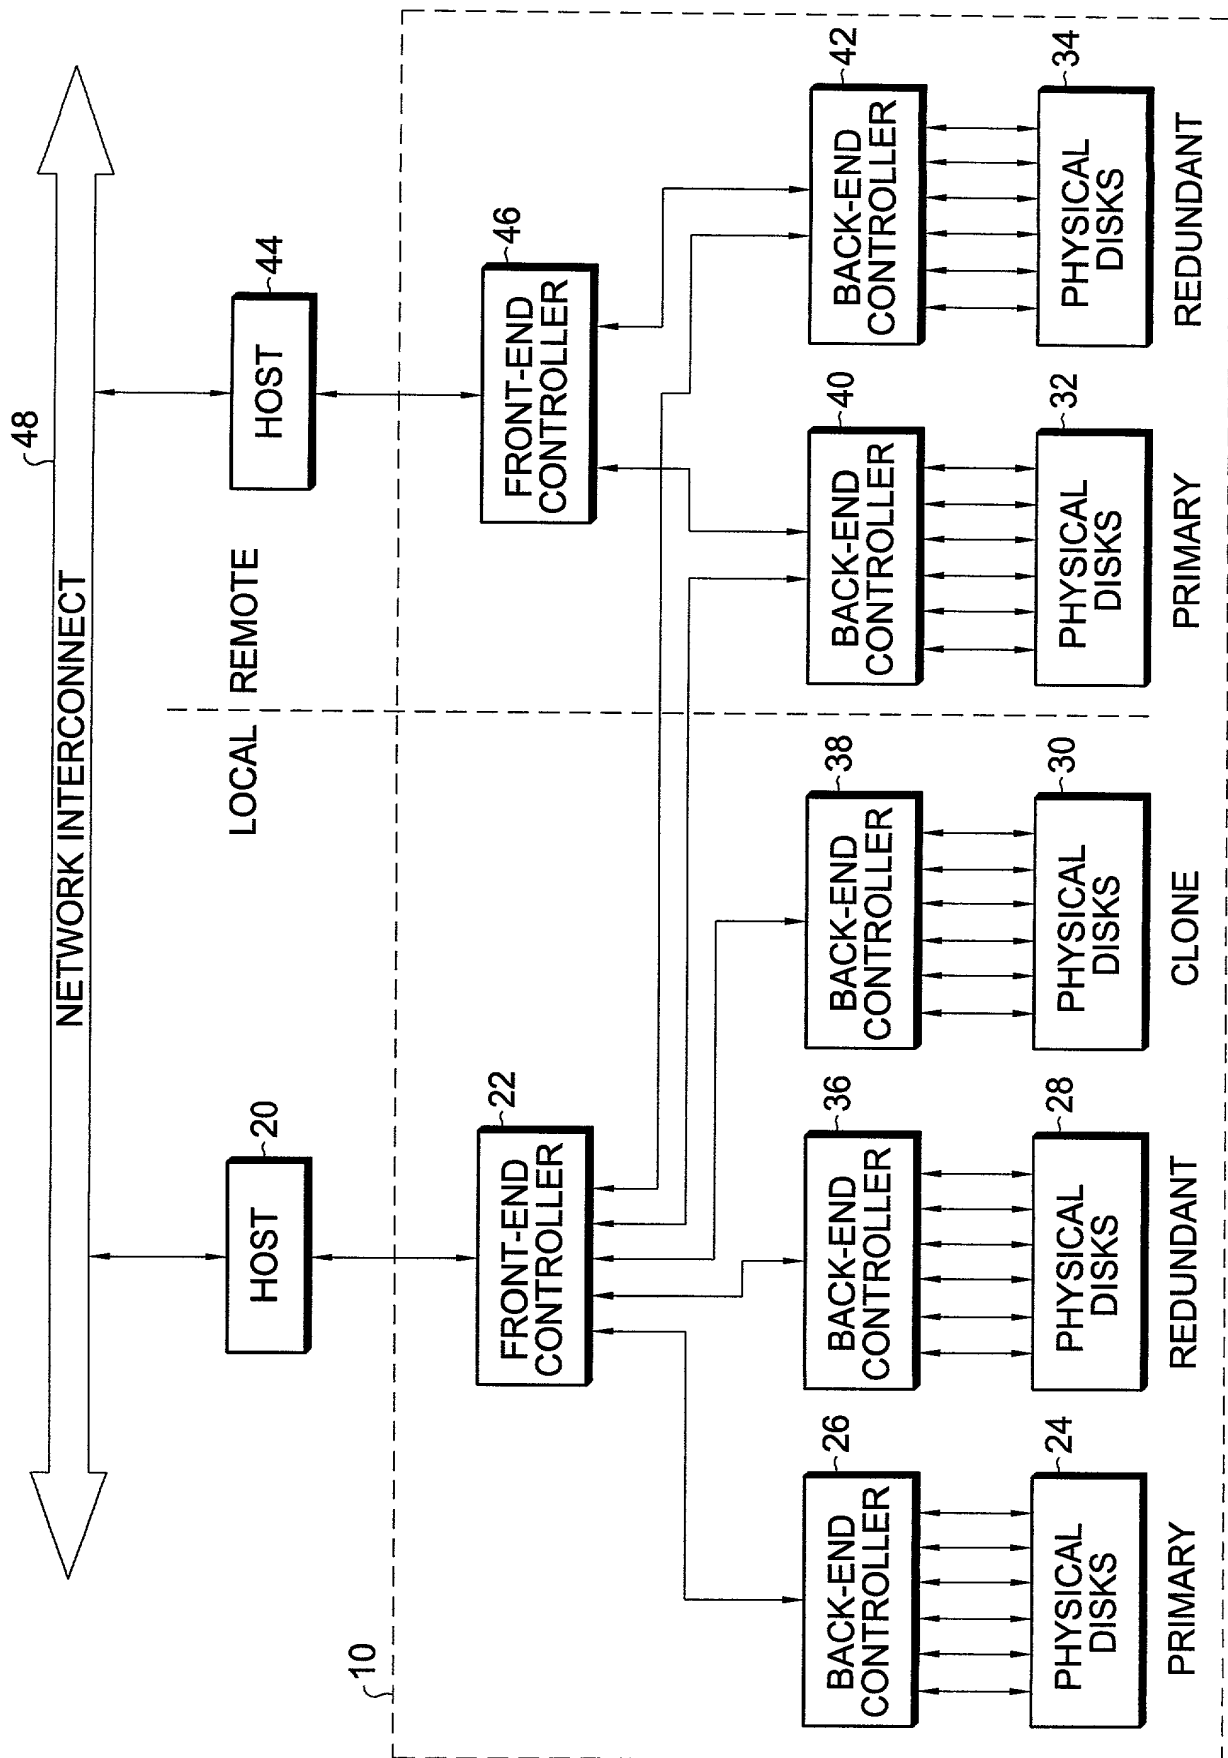 48
NETWORK INTERCONNECT
LOCAL
REMOTE
20
HOST
44
HOST
10
22
FRONT-END
CONTROLLER
46
FRONT-END
CONTROLLER
26
BACK-END
CONTROLLER
36
BACK-END
CONTROLLER
38
BACK-END
CONTROLLER
40
BACK-END
CONTROLLER
42
BACK-END
CONTROLLER
24
PHYSICAL
DISKS
28
PHYSICAL
DISKS
30
PHYSICAL
DISKS
32
PHYSICAL
DISKS
34
PHYSICAL
DISKS
PRIMARY
REDUNDANT
CLONE
PRIMARY
REDUNDANT